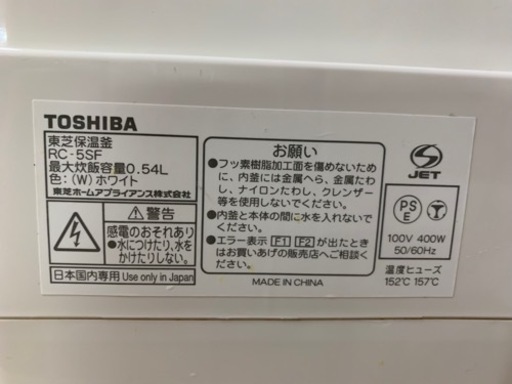 TOSHIBA
東芝保温釜
RC-5SF
最大炊飯容量0.54L
色:(W)ホワイト
東芝ホームアプライアンス株式会社
警告
感電のおそれあり
●水につけたり、水を
かけたりしない。
日本国内専用 Use only in Japan
お願い
●フッ素樹脂加工面を傷めないため
に、内釜には金属へら、金属たわ
し、ナイロンたわし、クレンザー
等を使用しないでください。
●内釜と本体の間に水を入れないで
ください。
●エラー表示 F1 F2 が出たときは
はお買いあげの販売店へご相談く
ださい。
MADE IN CHINA
S
JET
PS
E
T
100V 400W
50/60Hz
温度ヒューズ
152℃ 157℃